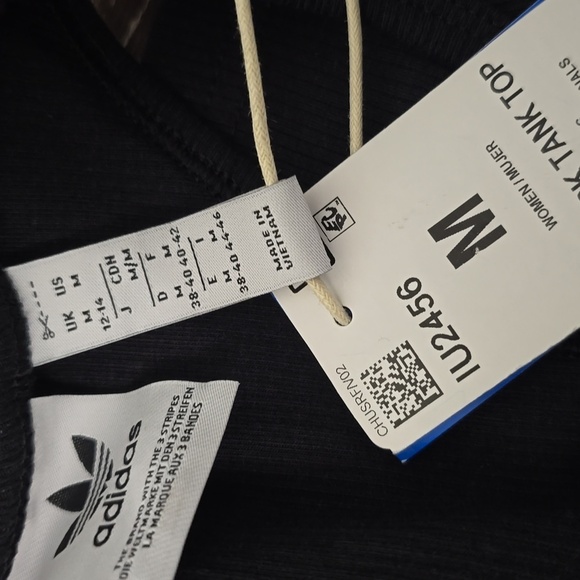 UK US
M M
12-14
J CDN
M/M
D F
M M
38-40 40-42
E I
M M
38-40 44-46
MADE IN
VIETNAM
adidas
THE BRAND WITH THE 3 STRIPES
DIE WELTMARKE MIT DEN 3 STREIFEN
LA MARQUE AUX 3 BANDES
TANK TOP
WOMEN / MUJER
M
IU2456
CHUSRFN02